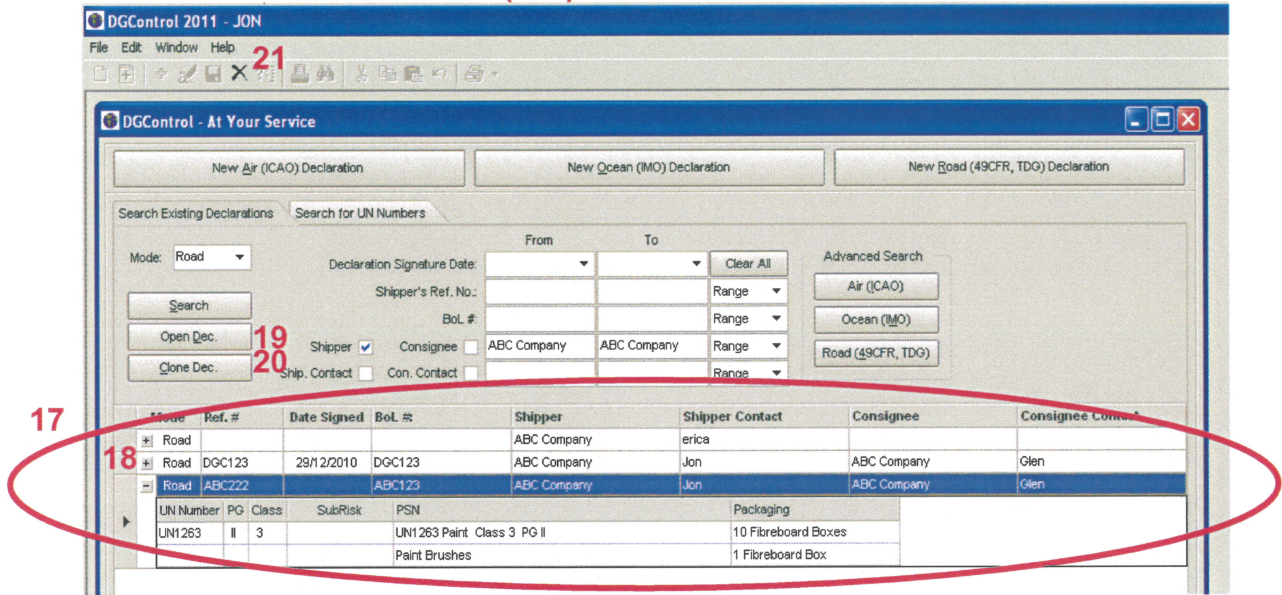 DGControl 2011 - JON
File Edit Window Help
21
DGControl - At Your Service
New Air (ICAO) Declaration New Ocean (IMO) Declaration New Road (49CFR, TDG) Declaration
Search Existing Declarations Search for UN Numbers
From To
Mode: Road Declaration Signature Date: Clear All Advanced Search
Shipper's Ref. No.: Range Air (ICAO)
Search
BoL #: Range Ocean (IMO)
Open Dec. 19
Shipper Consignee ABC Company ABC Company Range Road (49CFR, TDG)
Clone Dec. 20 Ship. Contact Con. Contact Range
17
Mode Ref. # Date Signed BoL #: Shipper Shipper Contact Consignee Consignee Contact
Road ABC Company erica
18 Road DGC123 29/12/2010 DGC123 ABC Company Jon ABC Company Glen
Road ABC222 ABC123 ABC Company Jon ABC Company Glen
UN Number PG Class SubRisk PSN Packaging
UN1263 II 3 UN1263 Paint Class 3 PG II 10 Fibreboard Boxes
Paint Brushes 1 Fibreboard Box